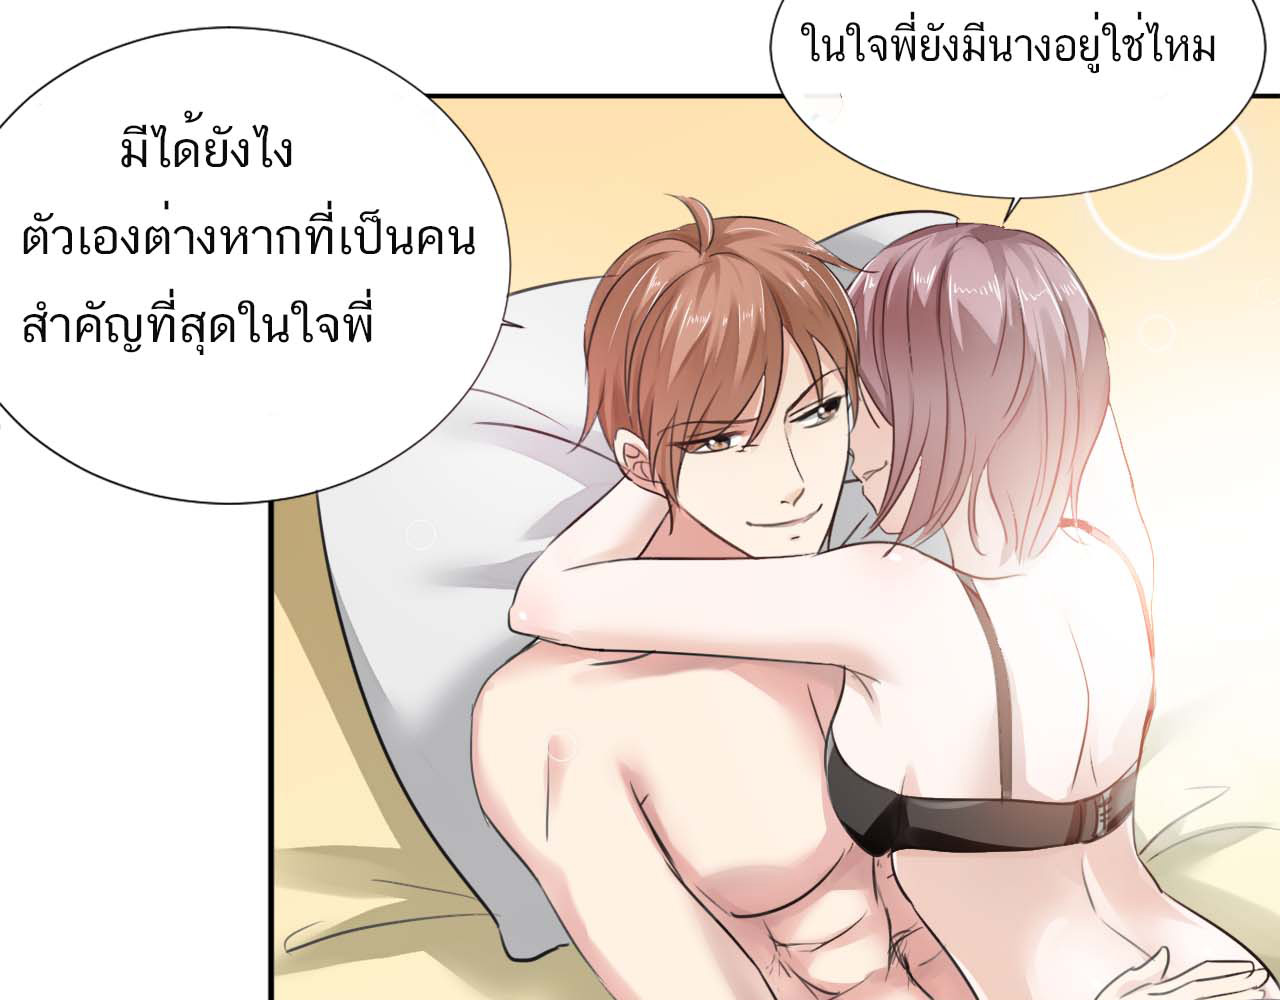 ในใจพี่ยังมีนางอยู่ใช่ไหม
มีได้ยังไง
ตัวเองต่างหากที่เป็นคน
สำคัญที่สุดในใจพี่